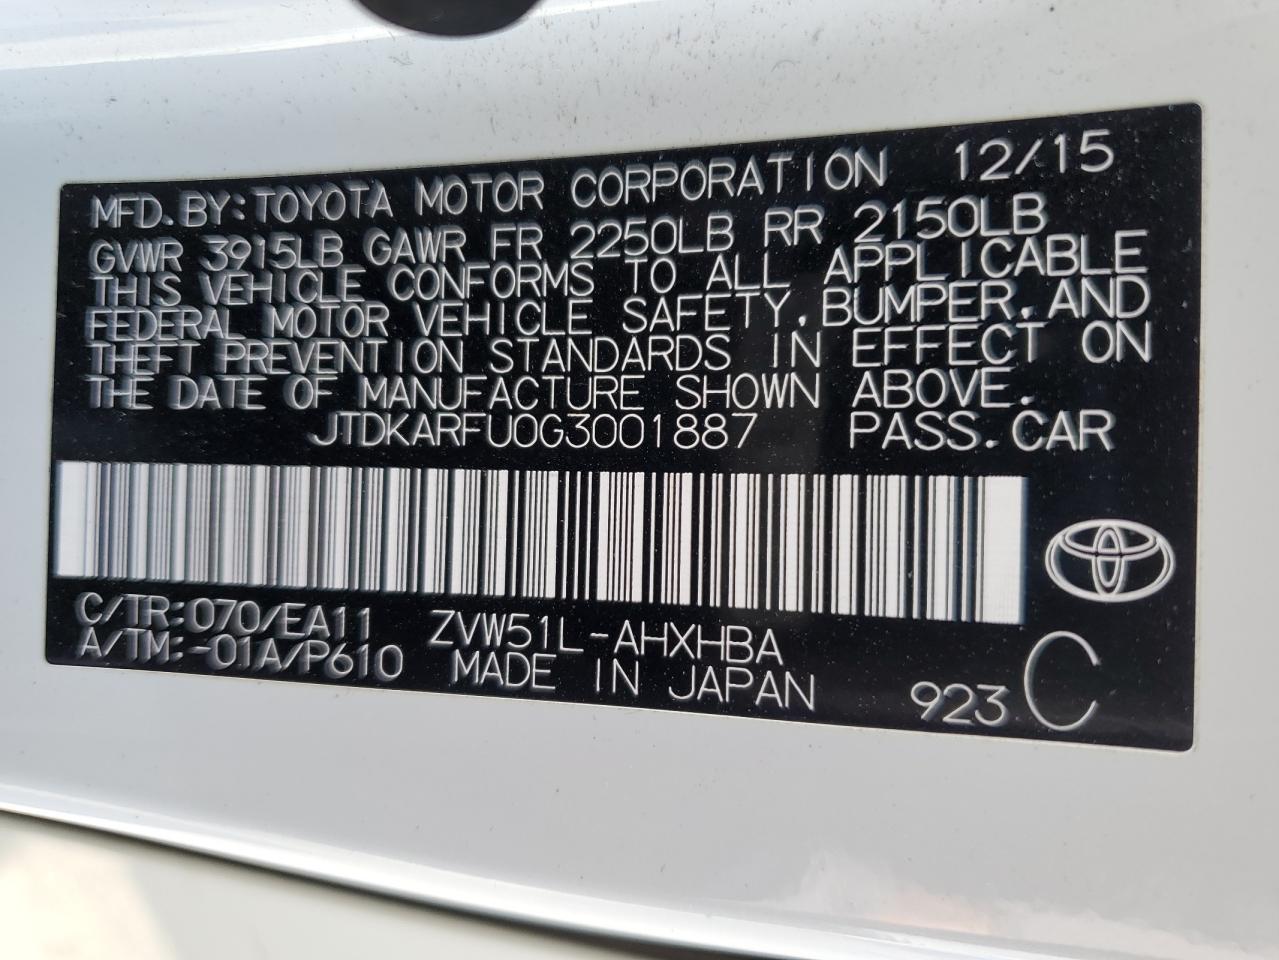 MFD.BY:TOYOTA MOTOR CORPORATION 12/15
GVWR 3915LB GAWR FR 2250LB RR 2150LB
THIS VEHICLE CONFORMS TO ALL APPLICABLE
FEDERAL MOTOR VEHICLE SAFETY,BUMPER,AND
THEFT PREVENTION STANDARDS IN EFFECT ON
THE DATE OF MANUFACTURE SHOWN ABOVE.
JTDKARFU0G3001887 PASS.CAR
C/TR:070/EA11 ZVW51L-AHXHBA
A/TM:-01A/P610 MADE IN JAPAN 923 C